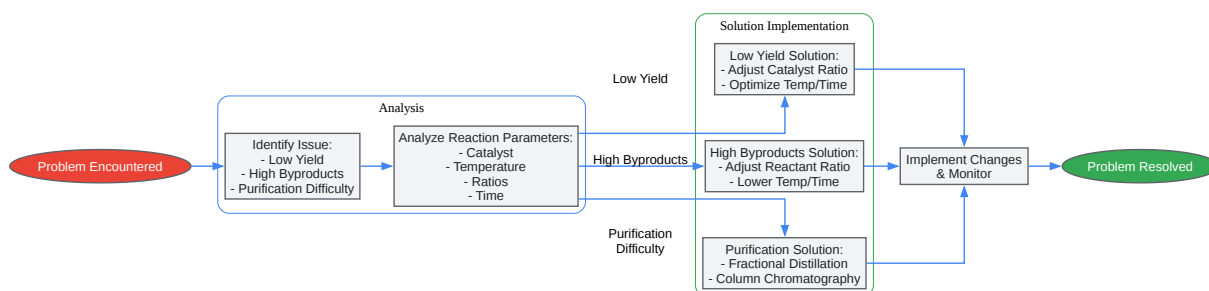 Problem Encountered
Analysis
Identify Issue:
- Low Yield
- High Byproducts
- Purification Difficulty
Analyze Reaction Parameters:
- Catalyst
- Temperature
- Ratios
- Time
Low Yield
High Byproducts
Purification
Difficulty
Solution Implementation
Low Yield Solution:
- Adjust Catalyst Ratio
- Optimize Temp/Time
High Byproducts Solution:
- Adjust Reactant Ratio
- Lower Temp/Time
Purification Solution:
- Fractional Distillation
- Column Chromatography
Implement Changes
& Monitor
Problem Resolved